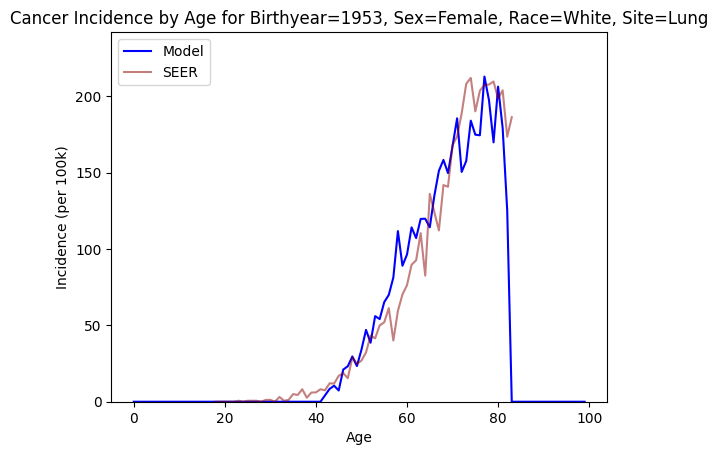 Cancer Incidence by Age for Birthyear=1953, Sex=Female, Race=White, Site=Lung
Model
SEER
200
150
100
50
0
Incidence (per 100k)
0 20 40 60 80 100
Age